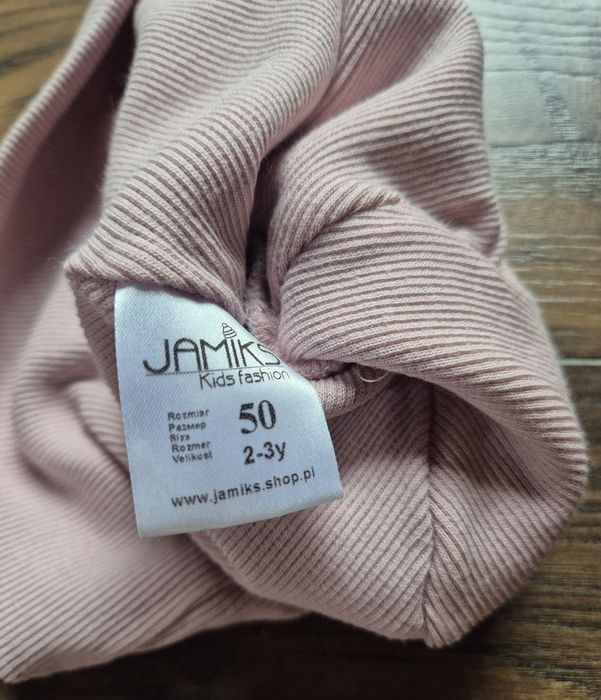 JAMIKS
Kids fashion
Rozmiar
Размер
Size
Rozmer
Velikost
50
2-3y
www.jamiks.shop.pl